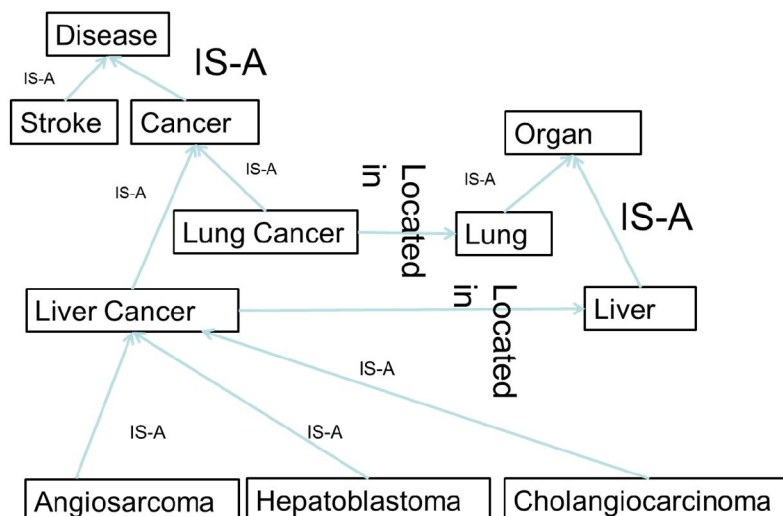 Disease
IS-A
IS-A
Stroke
Cancer
Organ
IS-A
IS-A
Located
in
IS-A
IS-A
Lung Cancer
Lung
Liver Cancer
Located
in
Liver
IS-A
IS-A
IS-A
Angiosarcoma
Hepatoblastoma
Cholangiocarcinoma